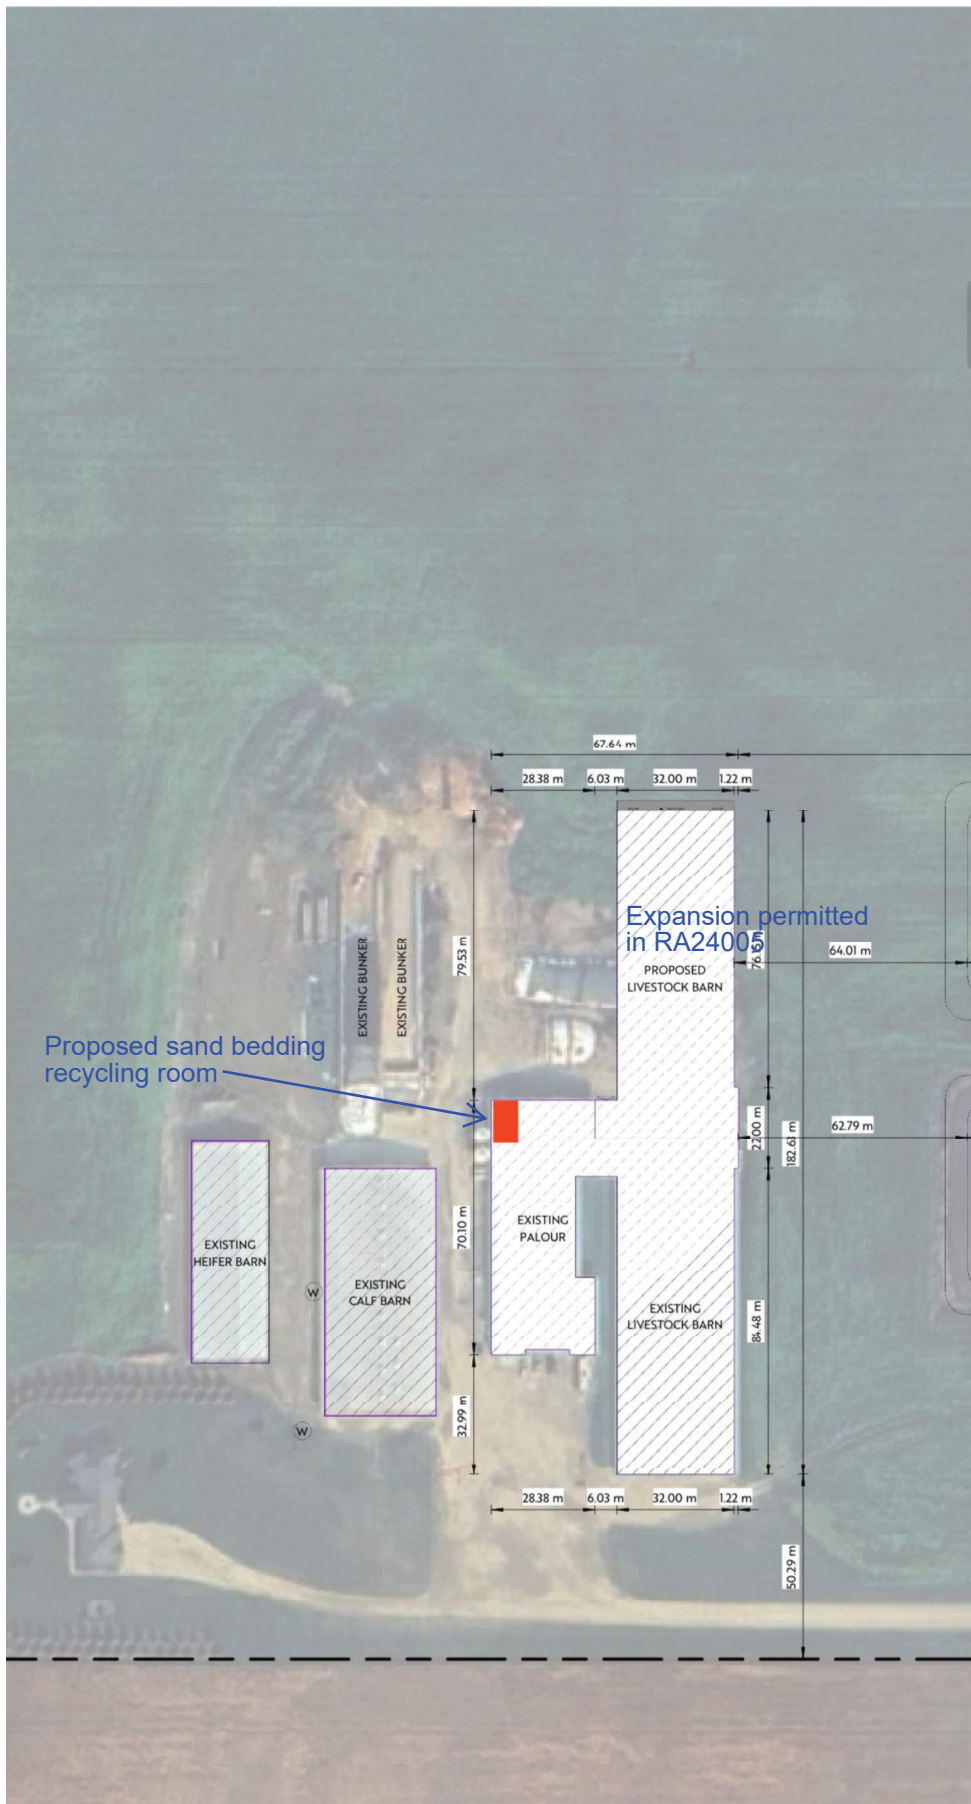 67.64 m
28.38 m
6.03 m
32.00 m
1.22 m
Expansion permitted
in RA24005
79.53 m
EXISTING BUNKER
EXISTING BUNKER
64.01 m
PROPOSED
LIVESTOCK BARN
Proposed sand bedding
recycling room
22.00 m
182.63 m
62.79 m
70.10 m
EXISTING
PALOUR
EXISTING
HEIFER BARN
W
EXISTING
CALF BARN
EXISTING
LIVESTOCK BARN
84.48 m
32.99 m
W
28.38 m
6.03 m
32.00 m
1.22 m
50.29 m